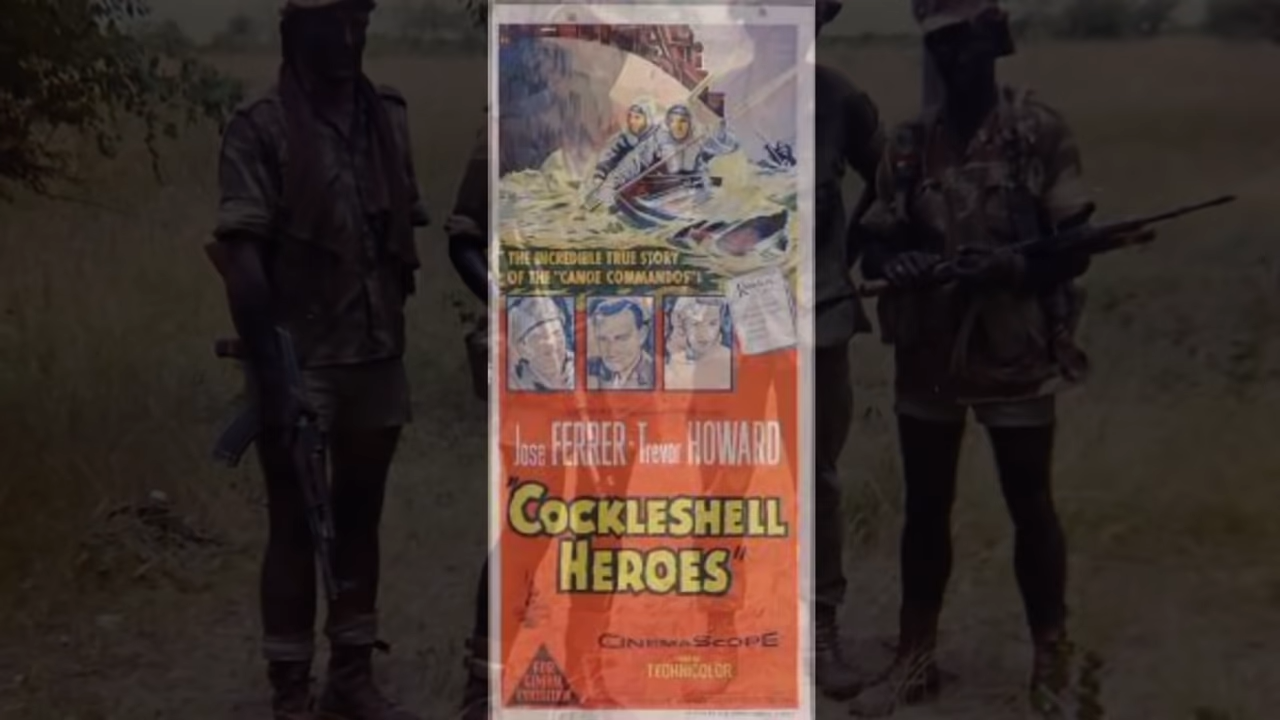 THE INCREDIBLE TRUE STORY
OF THE "CANOE COMMANDOS"!
Jose FERRER · Trevor HOWARD
"COCKLESHELL
HEROES"
CINEMASCOPE
TECHNICOLOR